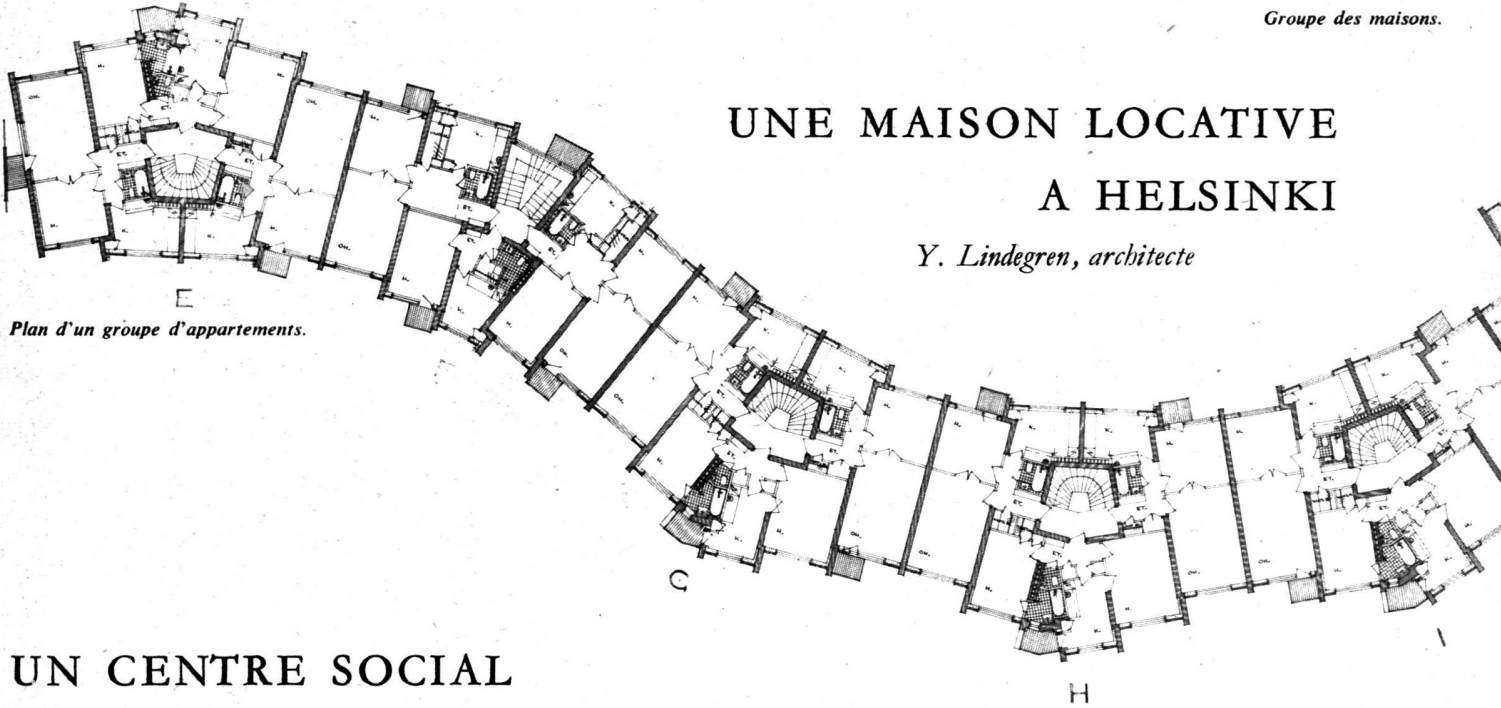 Groupe des maisons.
UNE MAISON LOCATIVE
A HELSINKI
Y. Lindegren, architecte
E
Plan d'un groupe d'appartements.
F
G
H
I
UN CENTRE SOCIAL